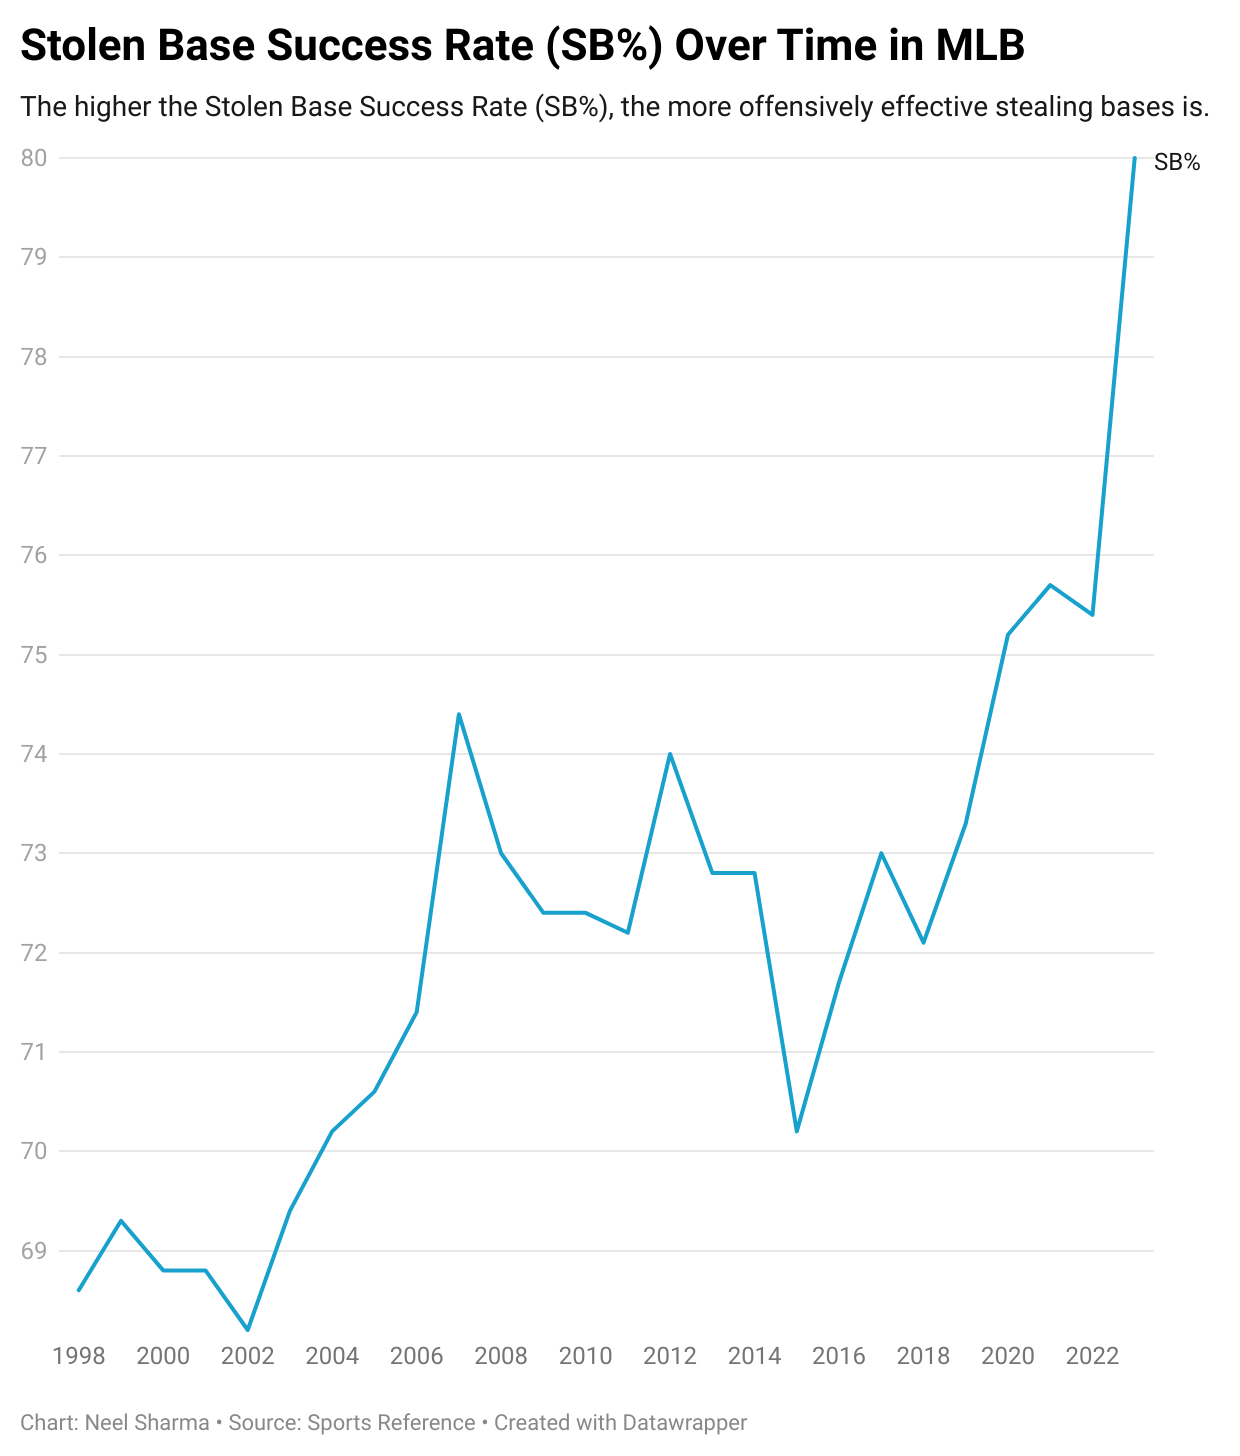 Stolen Base Success Rate (SB%) Over Time in MLB
The higher the Stolen Base Success Rate (SB%), the more offensively effective stealing bases is.
80
SB%
79
78
77
76
75
74
73
72
71
70
69
1998 2000 2002 2004 2006 2008 2010 2012 2014 2016 2018 2020 2022
Chart: Neel Sharma • Source: Sports Reference • Created with Datawrapper